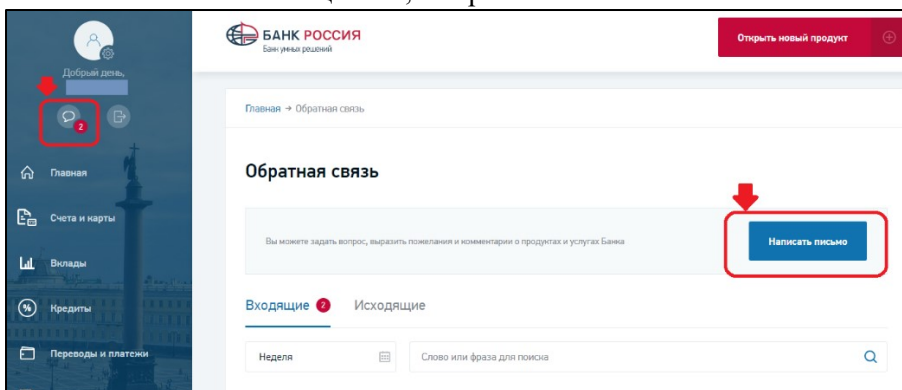 БАНК РОССИЯ
Банк умных решений
Открыть новый продукт
Добрый день,
2
Главная → Обратная связь
Главная
Счета и карты
Вклады
Кредиты
Переводы и платежи
Обратная связь
Вы можете задать вопрос, выразить пожелания и комментарии о продуктах и услугах Банка
Написать письмо
Входящие 2 Исходящие
Неделя
Слово или фраза для поиска